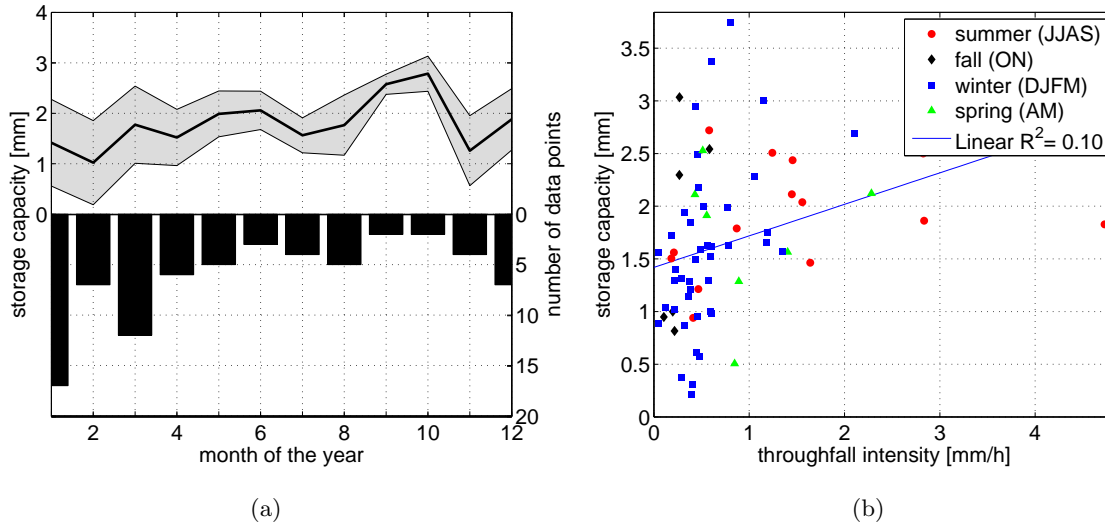 4
3
2
1
0
storage capacity [mm]
0
5
10
15
20
number of data points
2 4 6 8 10 12
month of the year
(a)
3.5
3
2.5
2
1.5
1
0.5
0
storage capacity [mm]
summer (JJAS)
fall (ON)
winter (DJFM)
spring (AM)
Linear R²= 0.10
0 1 2 3 4
throughfall intensity [mm/h]
(b)